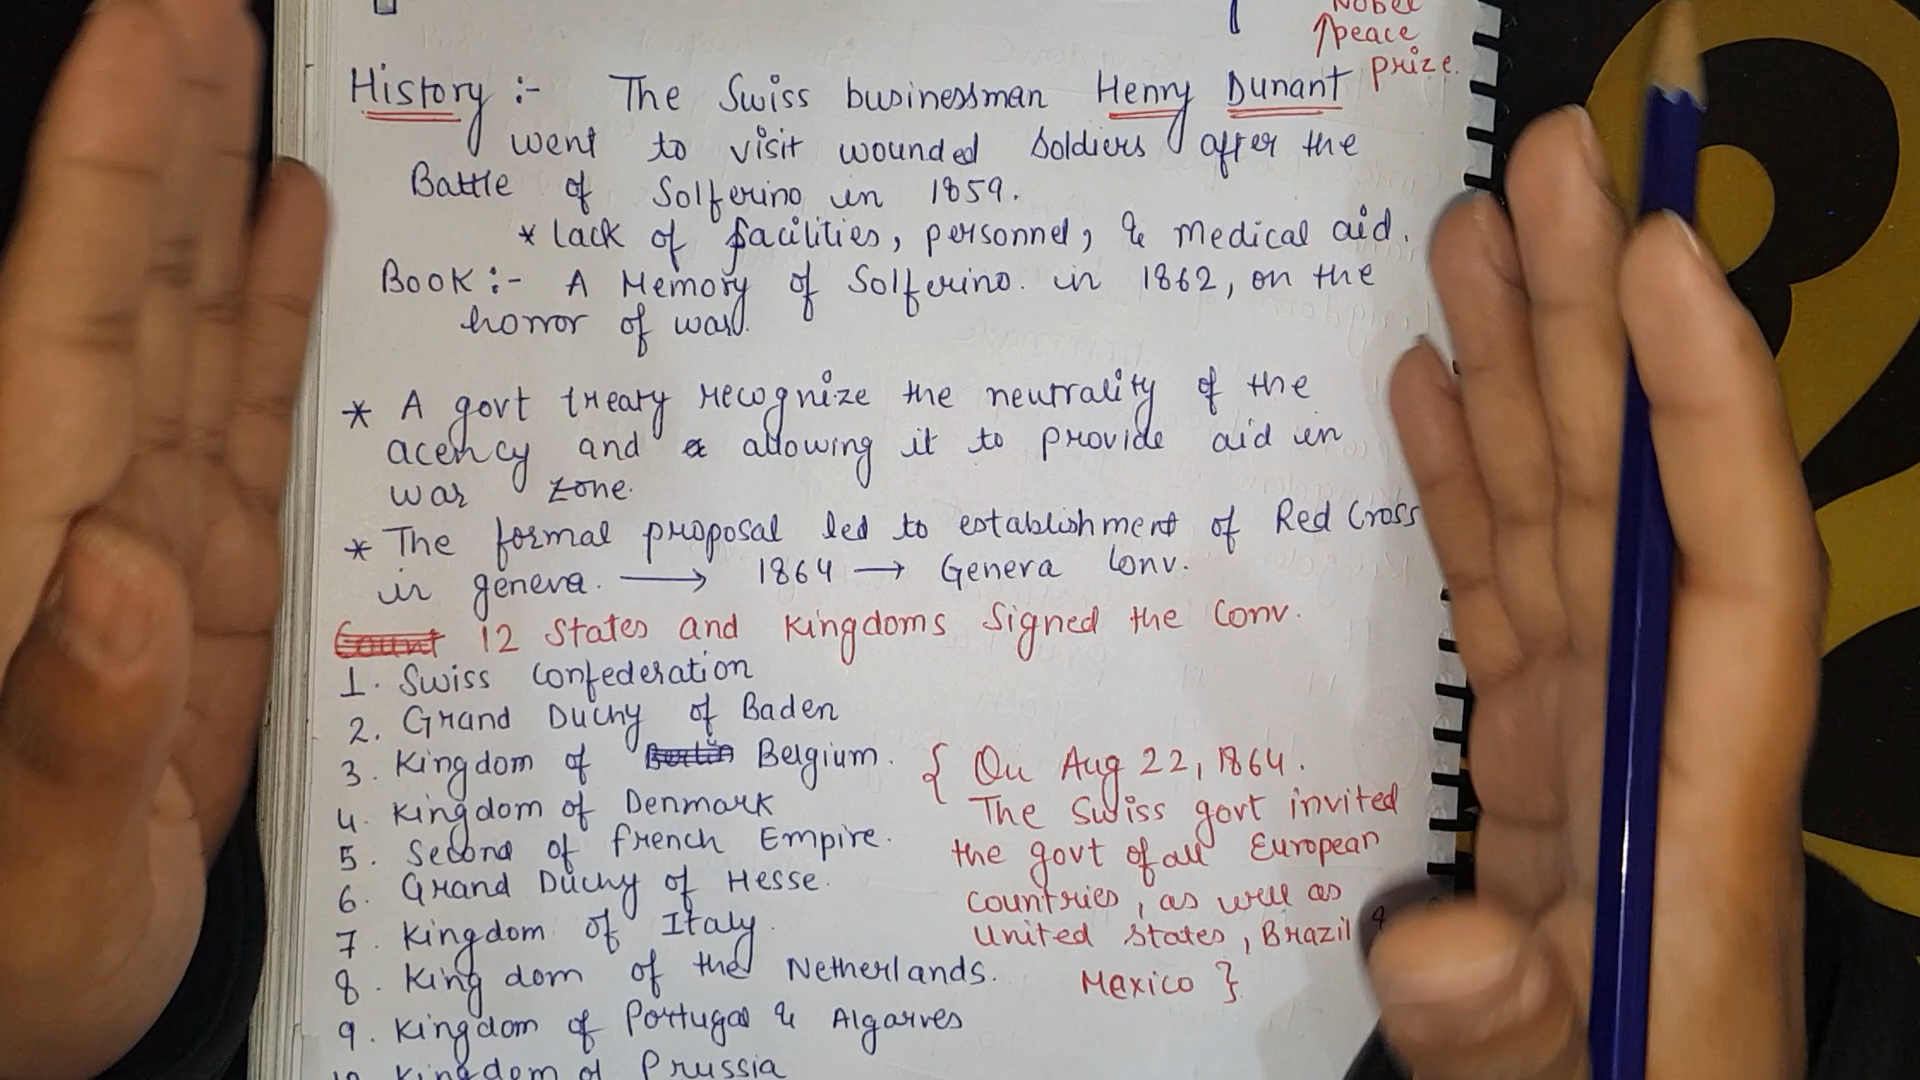 Nobel
↑peace
prize.
History :- The Swiss businessman Henry Dunant
went to visit wounded soldiers after the
Battle of Solferino in 1859.
* lack of facilities, personnel, & medical aid.
Book :- A Memory of Solferino. in 1862, on the
horror of war.
* A govt treaty recognize the neutrality of the
acency and allowing it to provide aid in
war zone.
* The formal proposal led to establishment of Red Cross
in geneva. → 1864 → Geneva Conv.
12 States and Kingdoms Signed the Conv.
1. Swiss Confederation
2. Grand Duchy of Baden
3. Kingdom of Belgium.
4. Kingdom of Denmark
5. Second of french Empire.
6. Grand Duchy of Hesse.
7. Kingdom of Italy.
8. Kingdom of the Netherlands.
9. Kingdom of Portugal & Algarves
10. Kingdom of Prussia
{ On Aug 22, 1864.
The Swiss govt invited
the govt of all European
countries, as well as
United States, Brazil &
Mexico }